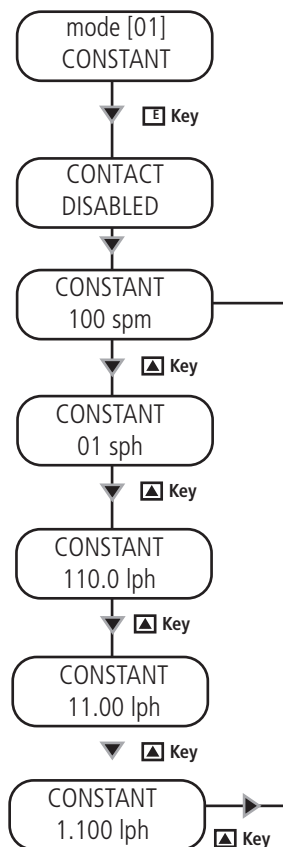 mode [01]
CONSTANT
E Key
CONTACT
DISABLED
CONSTANT
100 spm
Key
CONSTANT
01 sph
Key
CONSTANT
110.0 lph
Key
CONSTANT
11.00 lph
Key
CONSTANT
1.100 lph
Key